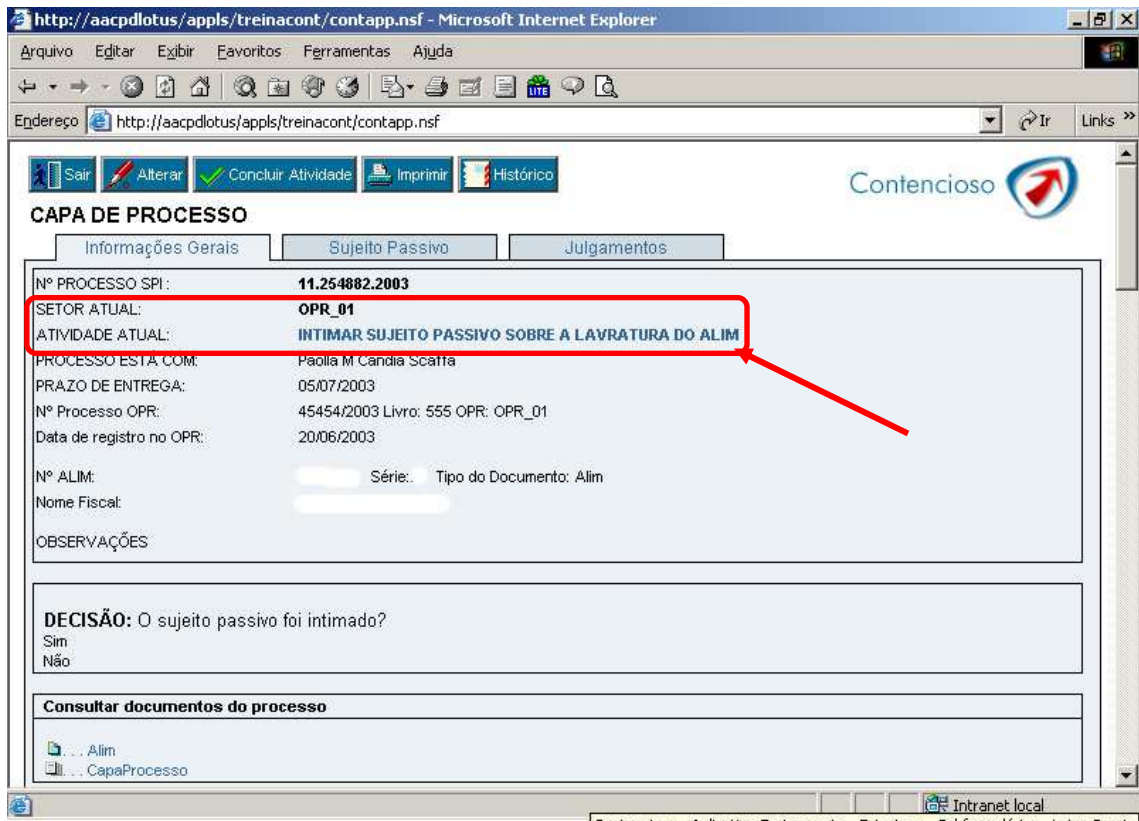 http://aacpdlotus/appls/treinacont/contapp.nsf - Microsoft Internet Explorer
Arquivo Editar Exibir Favoritos Ferramentas Ajuda
LITE
Endereço http://aacpdlotus/appls/treinacont/contapp.nsf Ir Links »
Sair Alterar Concluir Atividade Imprimir Histórico
Contencioso
CAPA DE PROCESSO
Informações Gerais Sujeito Passivo Julgamentos
Nº PROCESSO SPI : 11.254882.2003
SETOR ATUAL: OPR_01
ATIVIDADE ATUAL: INTIMAR SUJEITO PASSIVO SOBRE A LAVRATURA DO ALIM
PROCESSO ESTA COM: Paolla M Candia Scaffa
PRAZO DE ENTREGA: 05/07/2003
Nº Processo OPR: 45454/2003 Livro: 555 OPR: OPR_01
Data de registro no OPR: 20/06/2003
Nº ALIM: Série:. Tipo do Documento: Alim
Nome Fiscal:
OBSERVAÇÕES
DECISÃO: O sujeito passivo foi intimado?
Sim
Não
Consultar documentos do processo
. . . Alim
. . . CapaProcesso
Intranet local